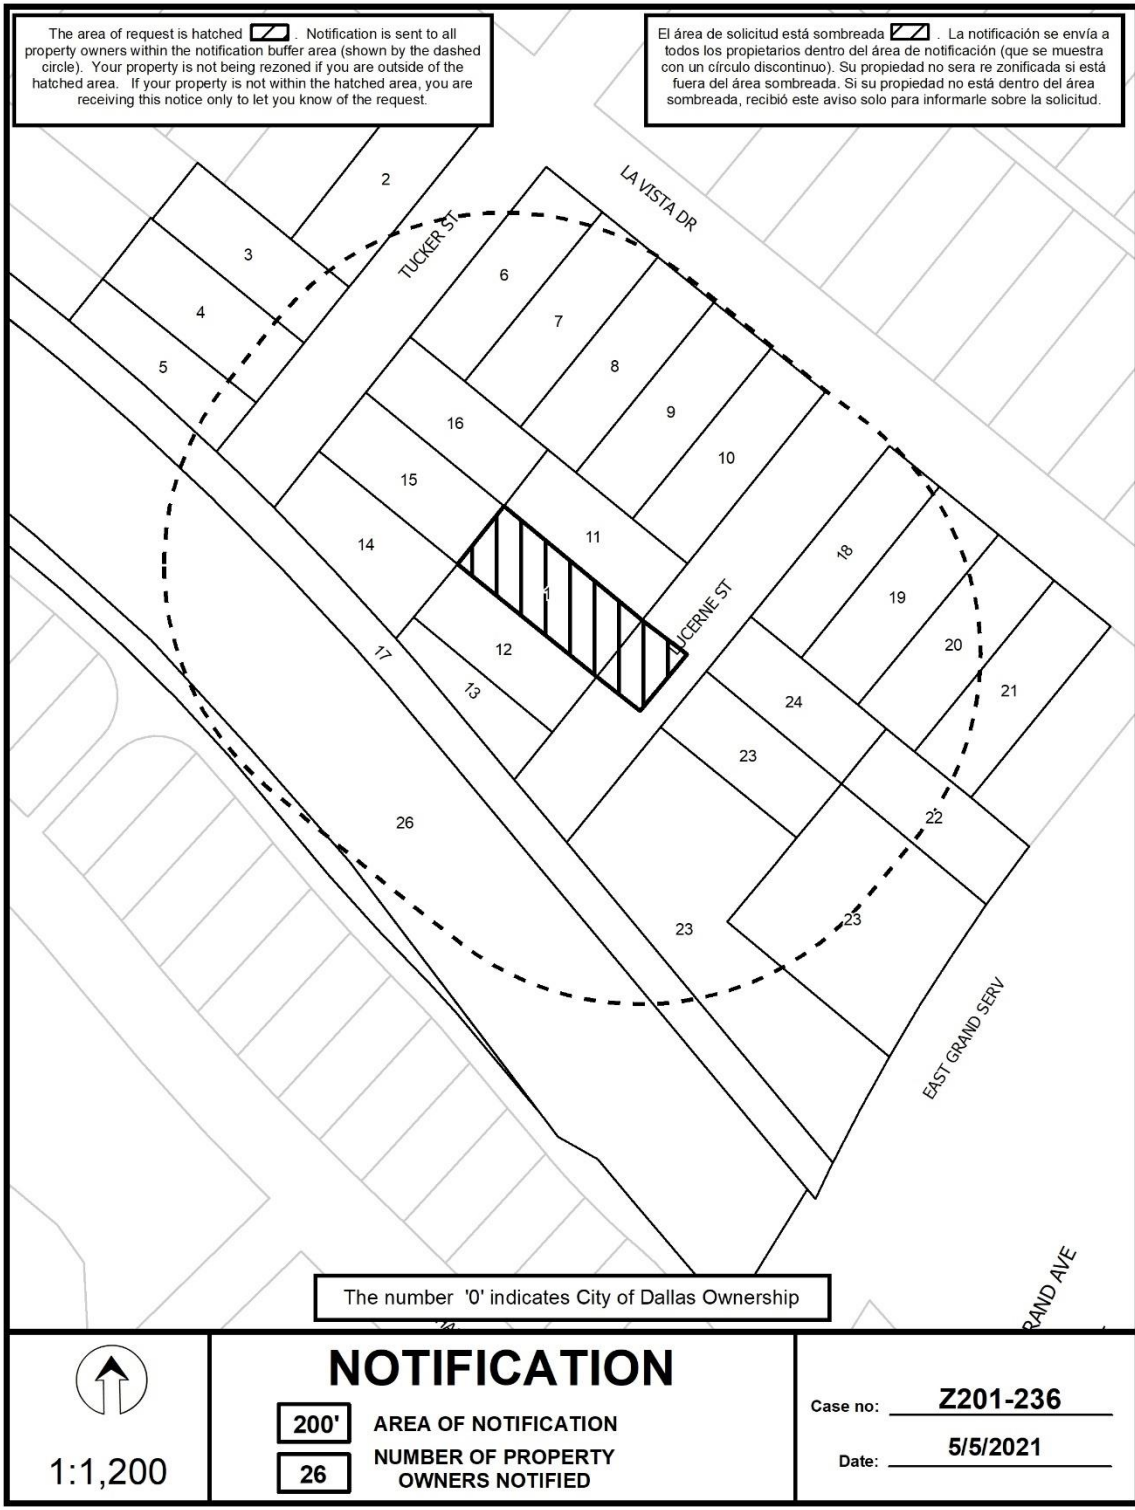 The area of request is hatched . Notification is sent to all
property owners within the notification buffer area (shown by the dashed
circle). Your property is not being rezoned if you are outside of the
hatched area. If your property is not within the hatched area, you are
receiving this notice only to let you know of the request.
El área de solicitud está sombreada . La notificación se envía a
todos los propietarios dentro del área de notificación (que se muestra
con un círculo discontinuo). Su propiedad no sera re zonificada si está
fuera del área sombreada. Si su propiedad no está dentro del área
sombreada, recibió este aviso solo para informarle sobre la solicitud.
LA VISTA DR
TUCKER ST
2
3
4
5
6
7
8
9
10
16
15
14
11
1
12
13
17
LUCERNE ST
18
19
20
21
24
23
22
23
23
26
EAST GRAND SERV
RAND AVE
The number '0' indicates City of Dallas Ownership
1:1,200
NOTIFICATION
200' AREA OF NOTIFICATION
26 NUMBER OF PROPERTY
OWNERS NOTIFIED
Case no: Z201-236
Date: 5/5/2021